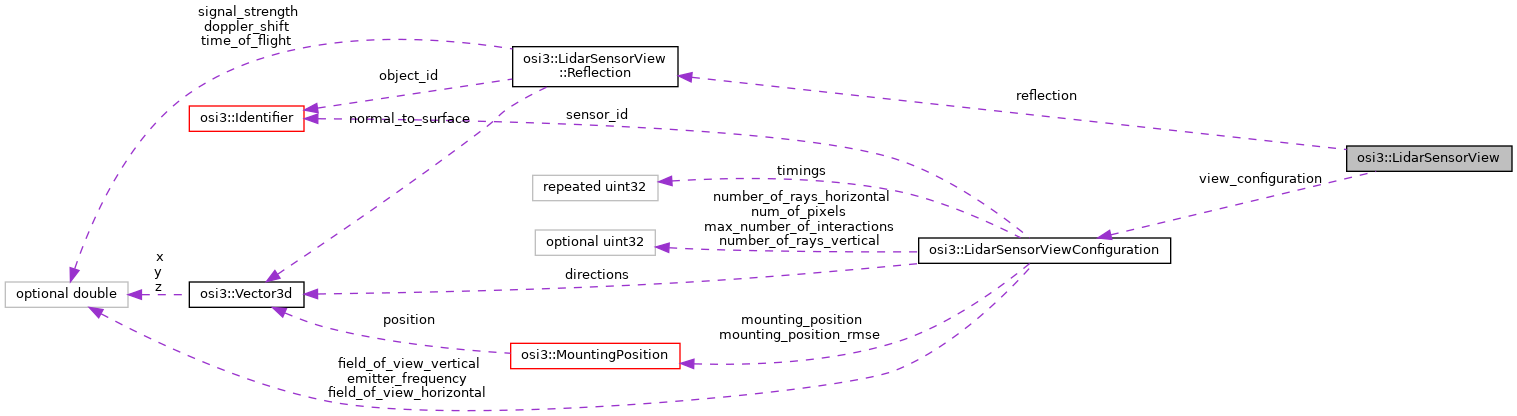 signal_strength
doppler_shift
time_of_flight
osi3::LidarSensorView
::Reflection
object_id
reflection
osi3::Identifier
normal_to_surface
sensor_id
osi3::LidarSensorView
timings
view_configuration
repeated uint32
number_of_rays_horizontal
num_of_pixels
max_number_of_interactions
number_of_rays_vertical
optional uint32
osi3::LidarSensorViewConfiguration
x
y
z
directions
optional double
osi3::Vector3d
position
mounting_position
mounting_position_rmse
osi3::MountingPosition
field_of_view_vertical
emitter_frequency
field_of_view_horizontal